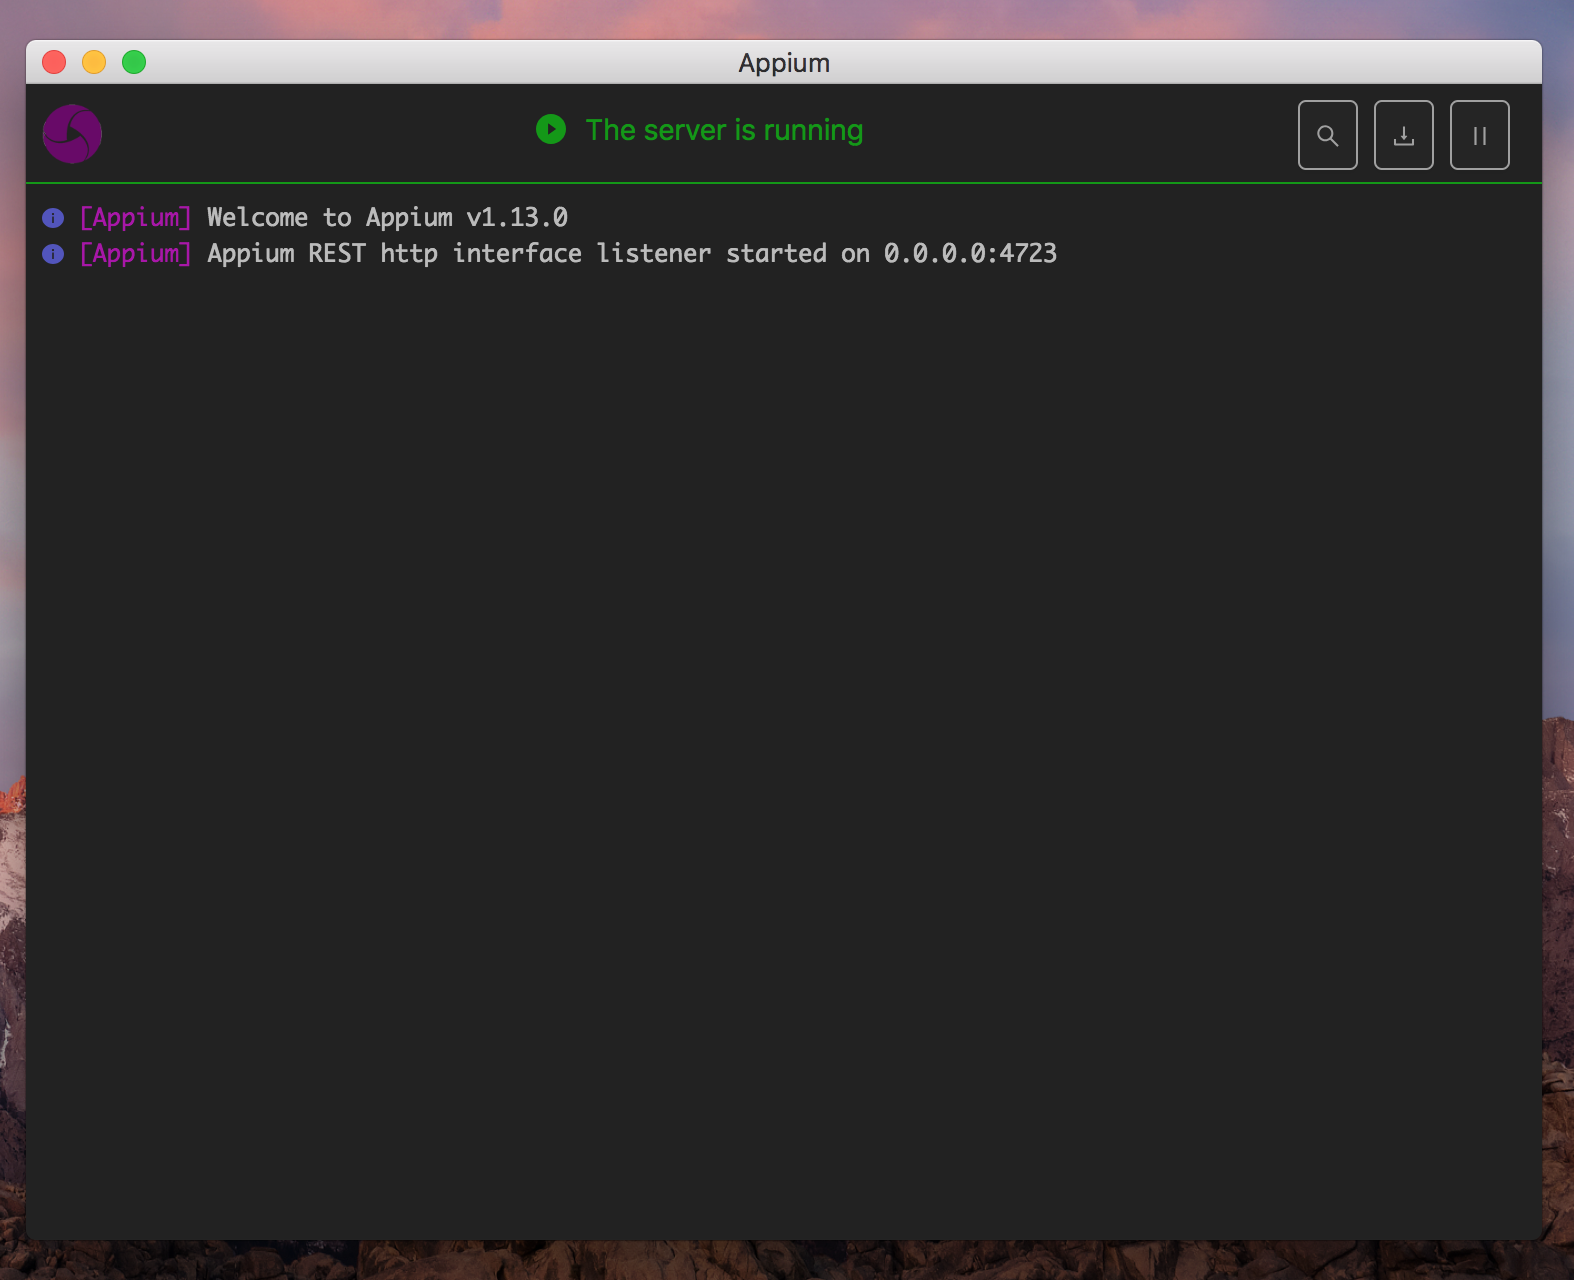 Appium
The server is running
[Appium] Welcome to Appium v1.13.0
[Appium] Appium REST http interface listener started on 0.0.0.0:4723